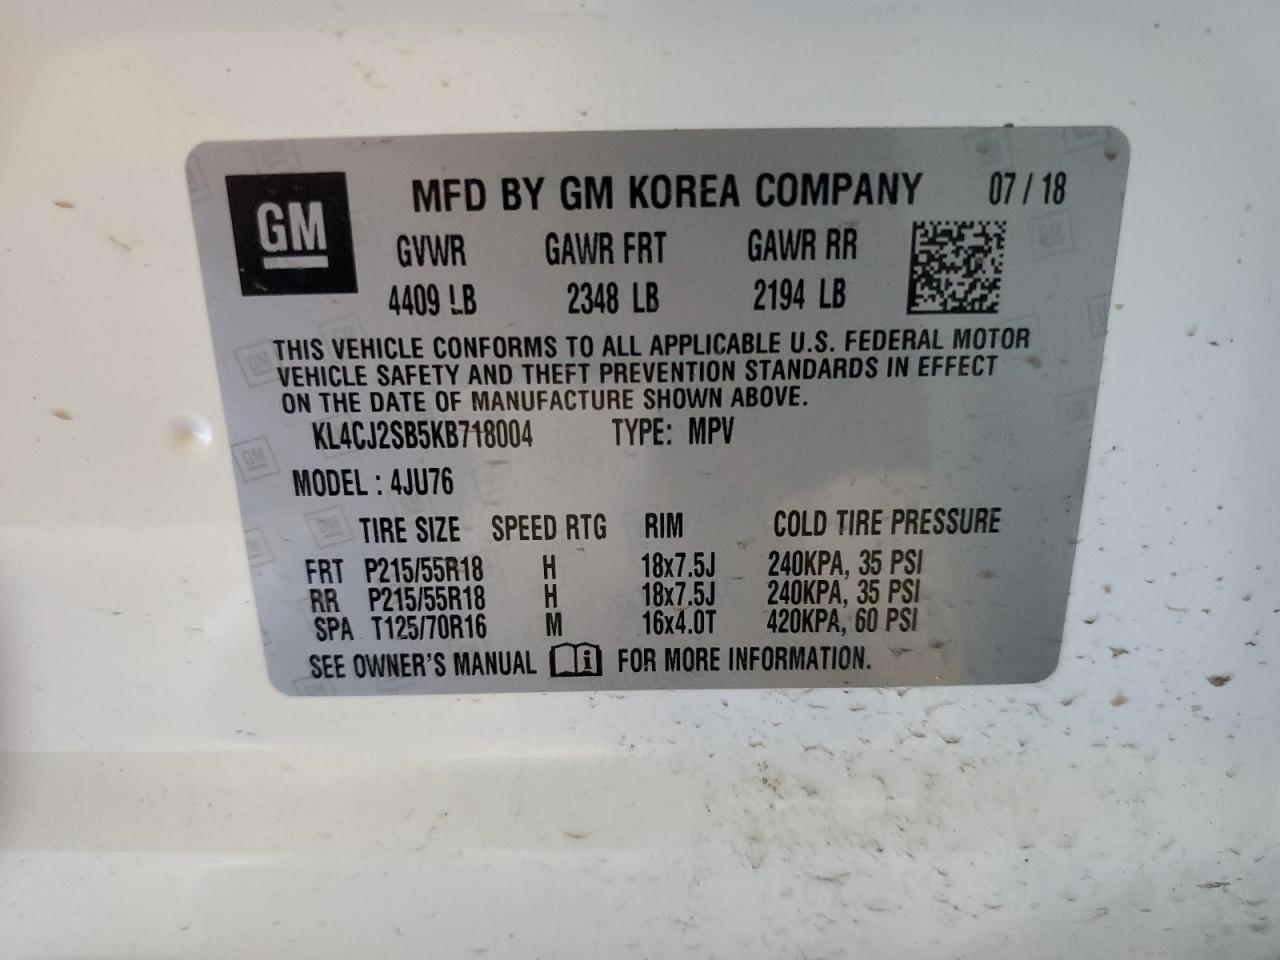 GM
MFD BY GM KOREA COMPANY 07 / 18
GVWR GAWR FRT GAWR RR
4409 LB 2348 LB 2194 LB
THIS VEHICLE CONFORMS TO ALL APPLICABLE U.S. FEDERAL MOTOR
VEHICLE SAFETY AND THEFT PREVENTION STANDARDS IN EFFECT
ON THE DATE OF MANUFACTURE SHOWN ABOVE.
KL4CJ2SB5KB718004 TYPE: MPV
MODEL : 4JU76
TIRE SIZE SPEED RTG RIM COLD TIRE PRESSURE
FRT P215/55R18 H 18x7.5J 240KPA, 35 PSI
RR P215/55R18 H 18x7.5J 240KPA, 35 PSI
SPA T125/70R16 M 16x4.0T 420KPA, 60 PSI
SEE OWNER'S MANUAL i FOR MORE INFORMATION.